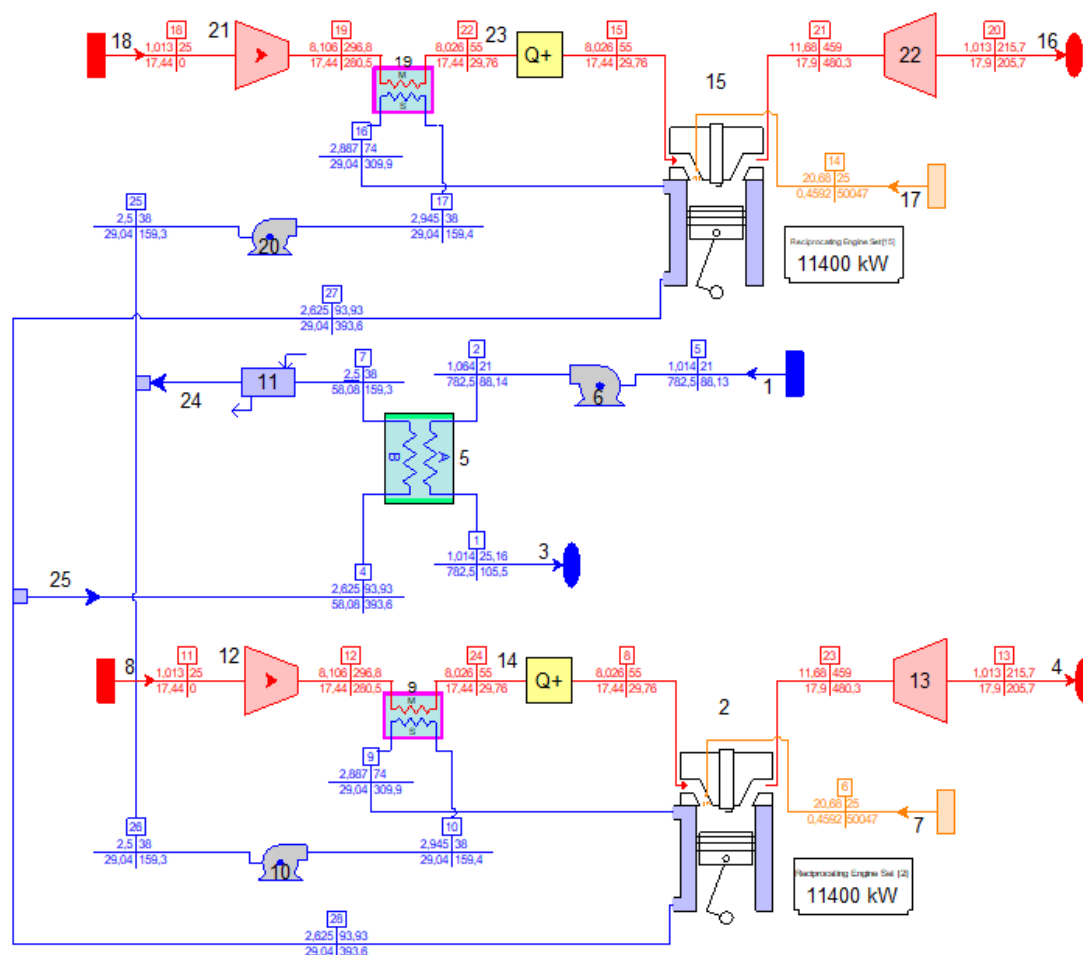 18 19 22 15 21 20
18 21 23 22 16
1,013 25 8,106 296,8 8,026 55 8,026 55 11,68 459 1,013 215,7
17,44 0 17,44 280,5 17,44 29,76 17,44 29,76 17,9 480,3 17,9 205,7
Q+
19
M
S
15
16
2,887 74
29,04 309,9
14
20,68 25
0,4592 50047
17
25 17
2,5 38 2,945 38
29,04 159,3 29,04 159,4
20
Reciprocating Engine Set[15]
11400 kW
27
2,625 93,93
29,04 393,6
7 2 5
2,5 38 1,064 21 1,014 21
58,08 159,3 782,5 88,14 782,5 88,13
11 24 6 1
B A 5
1
1,014 25,16
782,5 105,5
3
25
4
2,625 93,93
58,08 393,6
11 12 24 8 23 13
8 12 14 13 4
1,013 25 8,106 296,8 8,026 55 8,026 55 11,68 459 1,013 215,7
17,44 0 17,44 280,5 17,44 29,76 17,44 29,76 17,9 480,3 17,9 205,7
Q+
9
M
S
2
9
2,887 74
29,04 309,9
6
20,68 25
0,4592 50047
7
26 10
2,5 38 2,945 38
29,04 159,3 29,04 159,4
10
Reciprocating Engine Set [2]
11400 kW
28
2,625 93,93
29,04 393,6